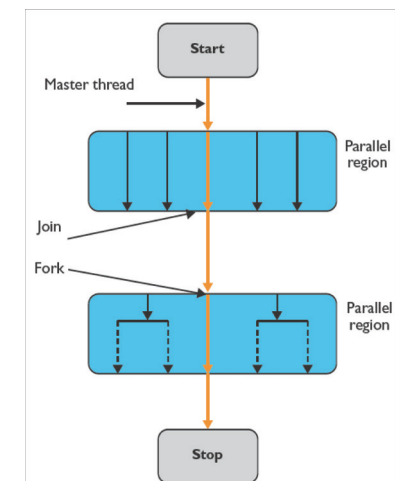 Start
Master thread
Parallel
region
Join
Fork
Parallel
region
Stop